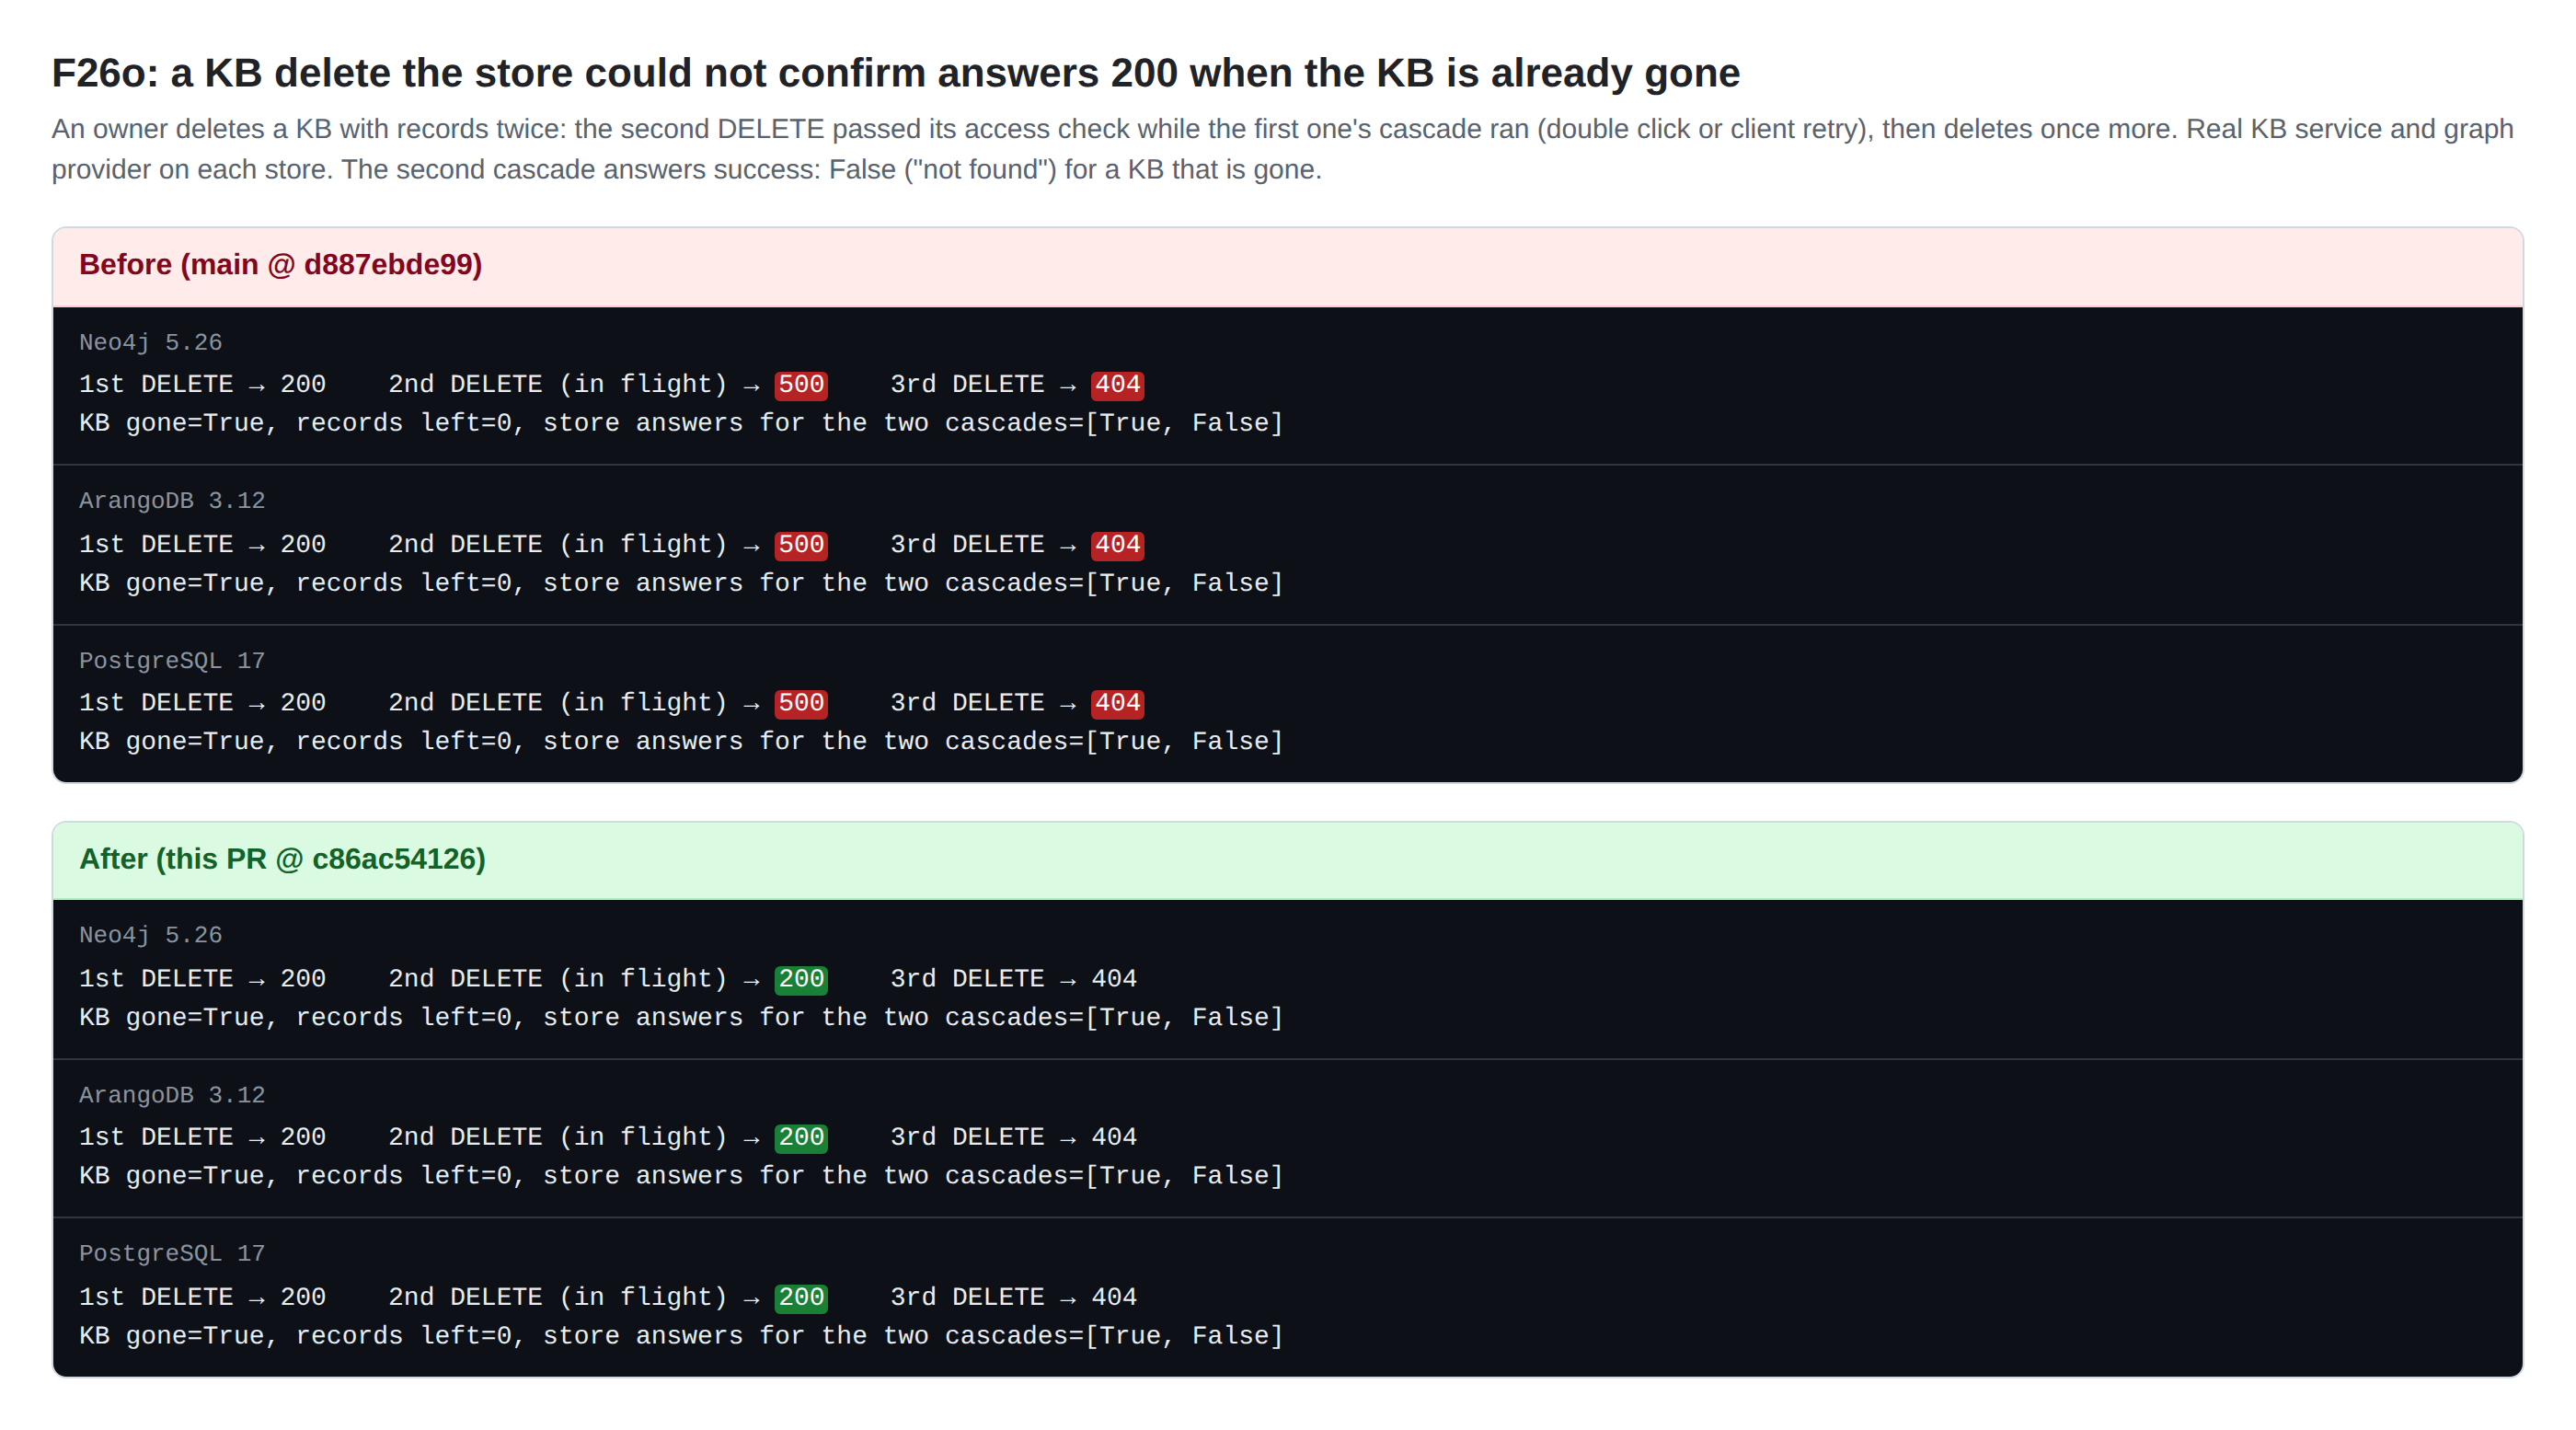 F26o: a KB delete the store could not confirm answers 200 when the KB is already gone
An owner deletes a KB with records twice: the second DELETE passed its access check while the first one's cascade ran (double click or client retry), then deletes once more. Real KB service and graph
provider on each store. The second cascade answers success: False ("not found") for a KB that is gone.
Before (main @ d887ebde99)
Neo4j 5.26
1st DELETE → 200    2nd DELETE (in flight) → 500    3rd DELETE → 404
KB gone=True, records left=0, store answers for the two cascades=[True, False]
ArangoDB 3.12
1st DELETE → 200    2nd DELETE (in flight) → 500    3rd DELETE → 404
KB gone=True, records left=0, store answers for the two cascades=[True, False]
PostgreSQL 17
1st DELETE → 200    2nd DELETE (in flight) → 500    3rd DELETE → 404
KB gone=True, records left=0, store answers for the two cascades=[True, False]
After (this PR @ c86ac54126)
Neo4j 5.26
1st DELETE → 200    2nd DELETE (in flight) → 200    3rd DELETE → 404
KB gone=True, records left=0, store answers for the two cascades=[True, False]
ArangoDB 3.12
1st DELETE → 200    2nd DELETE (in flight) → 200    3rd DELETE → 404
KB gone=True, records left=0, store answers for the two cascades=[True, False]
PostgreSQL 17
1st DELETE → 200    2nd DELETE (in flight) → 200    3rd DELETE → 404
KB gone=True, records left=0, store answers for the two cascades=[True, False]